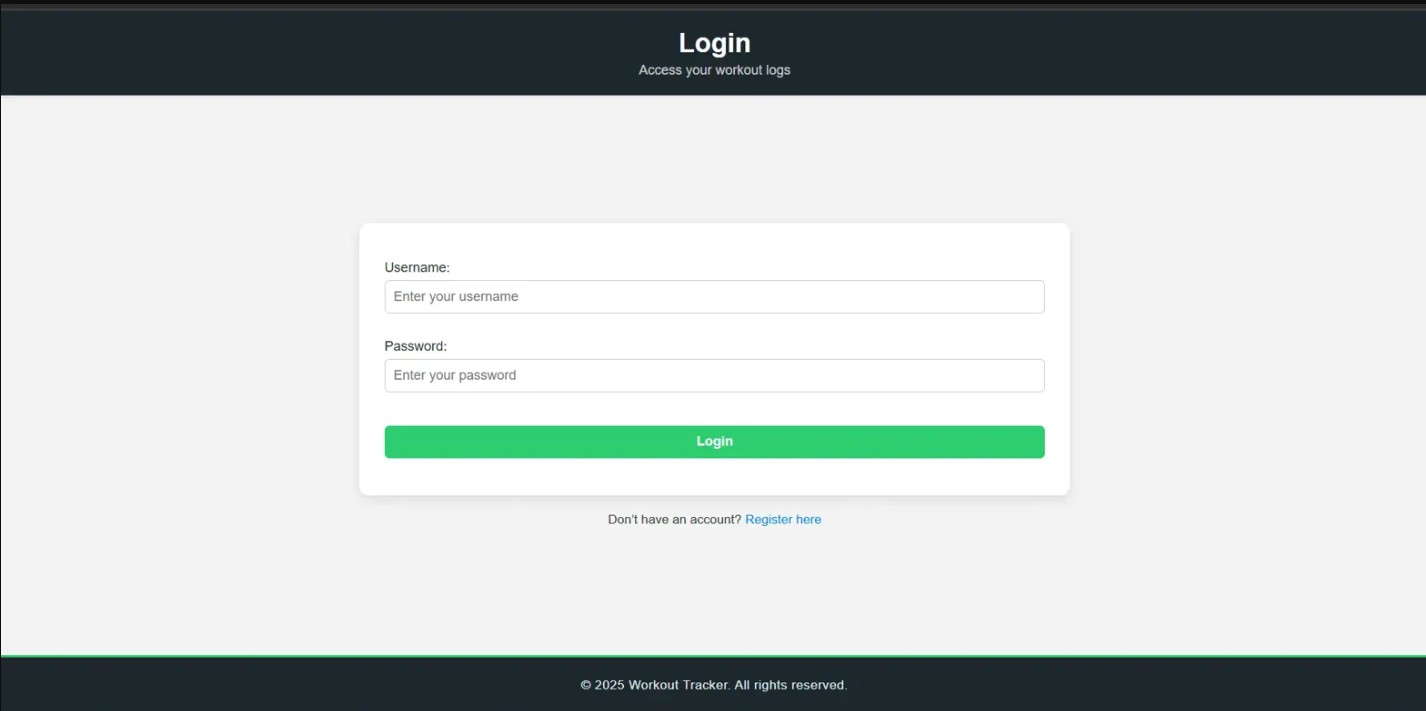 Login
Access your workout logs
Username:
Enter your username
Password:
Enter your password
Login
Don't have an account? Register here
© 2025 Workout Tracker. All rights reserved.